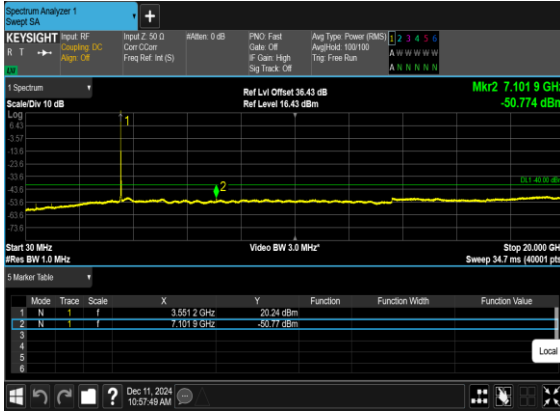 Spectrum Analyzer 1
Swept SA
+
KEYSIGHT
R T
Input: RF
Coupling: DC
Align: Off
Input Z: 50 Ω
Corr CCorr
Freq Ref: Int (S)
#Atten: 0 dB
PNO: Fast
Gate: Off
IF Gain: High
Sig Track: Off
Avg Type: Power (RMS)
Avg|Hold: 100/100
Trig: Free Run
1 2 3 4 5 6
A W W W W W
A N N N N N
1 Spectrum
Scale/Div 10 dB
Log
Ref Lvl Offset 36.43 dB
Ref Level 16.43 dBm
Mkr2 7.101 9 GHz
-50.774 dBm
6.43
-3.57
-13.6
-23.6
-33.6
-43.6
-53.6
-63.6
-73.6
1
2
DL1 -40.00 dBm
Start 30 MHz
#Res BW 1.0 MHz
Video BW 3.0 MHz*
Stop 20.000 GHz
Sweep 34.7 ms (40001 pts)
5 Marker Table
Mode Trace Scale X Y Function Function Width Function Value
1 N 1 f 3.551 2 GHz 20.24 dBm
2 N 1 f 7.101 9 GHz -50.77 dBm
3
4
5
6
Local
?
Dec 11, 2024
10:57:49 AM